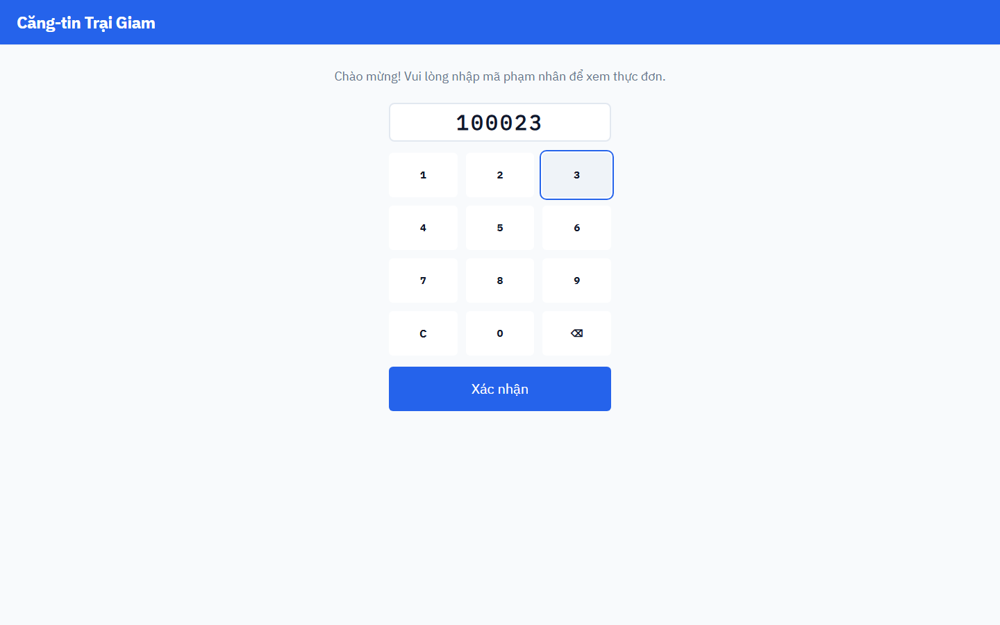 Căng-tin Trại Giam
Chào mừng! Vui lòng nhập mã phạm nhân để xem thực đơn.
100023
1 2 3
4 5 6
7 8 9
C 0 ⌫
Xác nhận